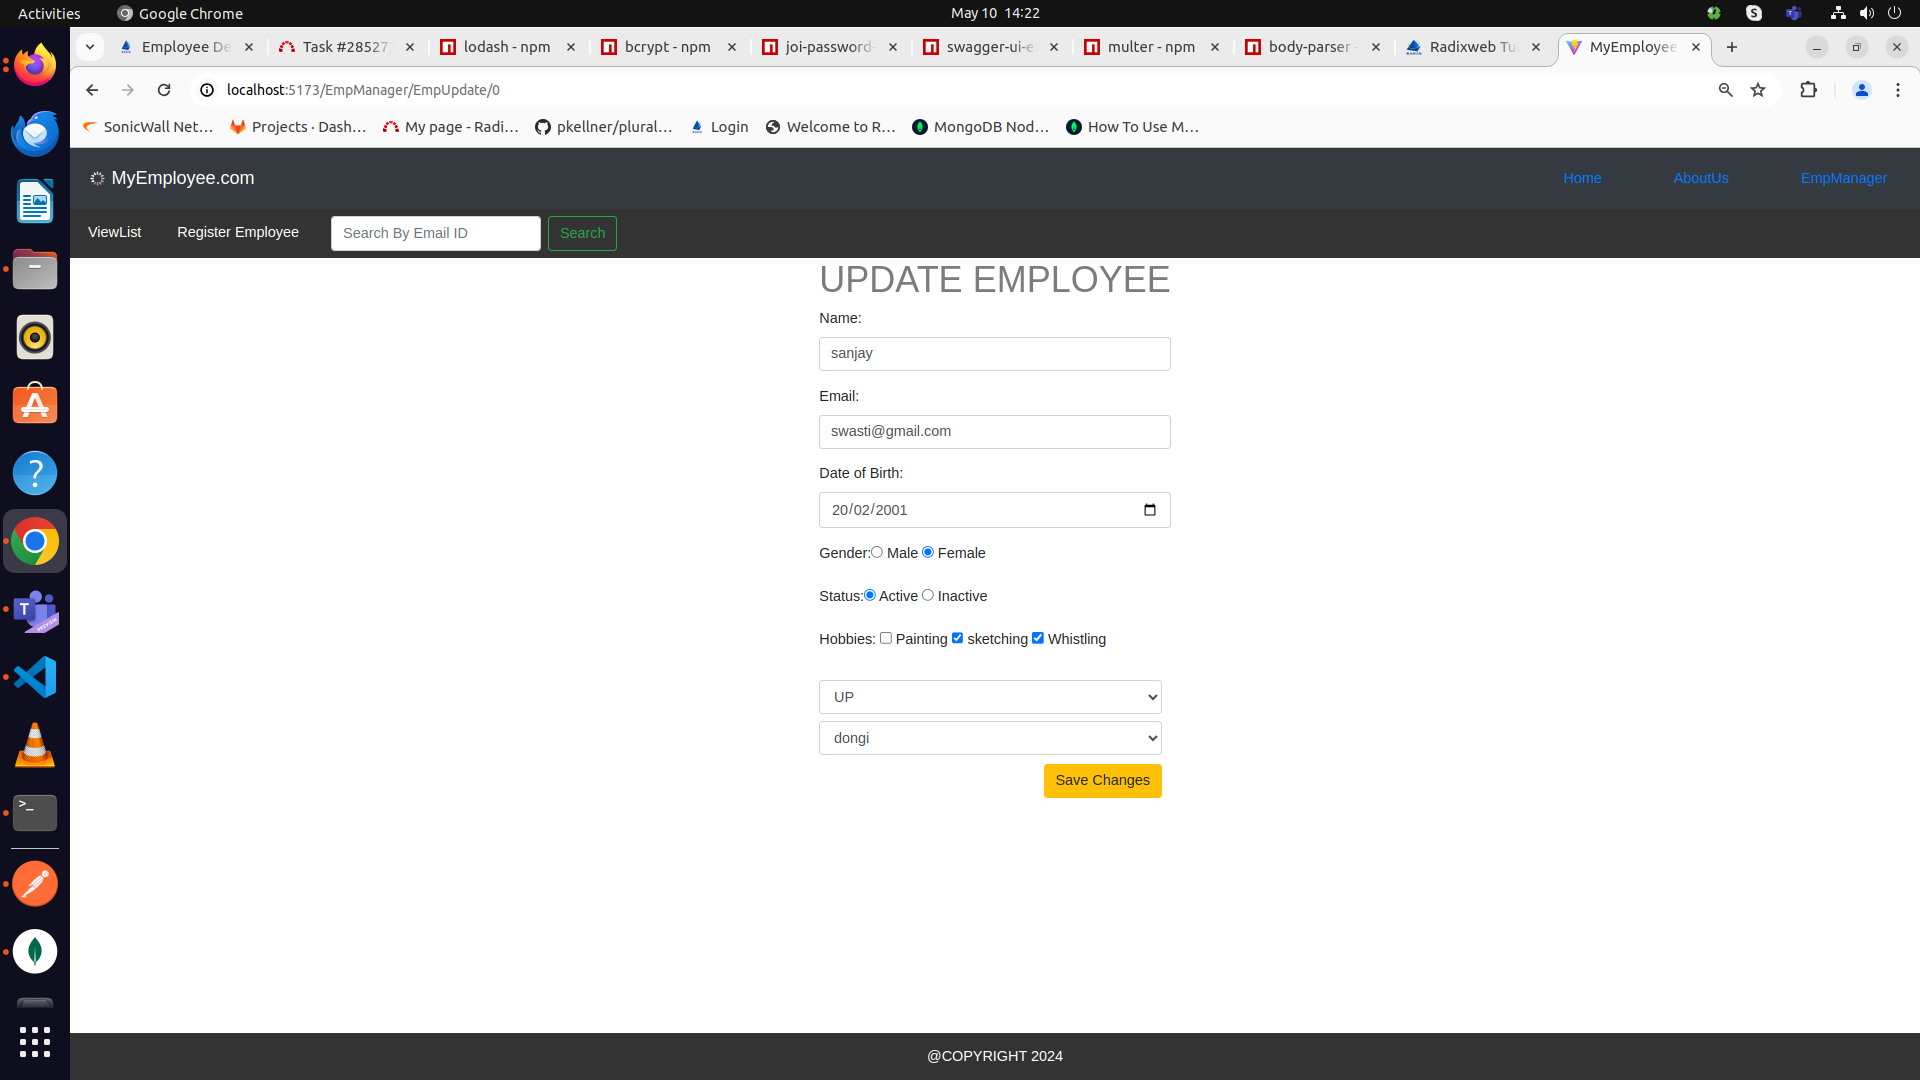 Activities
Google Chrome
May 10 14:22
Employee De
Task #28527
lodash - npm
bcrypt - npm
joi-password-
swagger-ui-e
multer - npm
body-parser -
Radixweb Tu
MyEmployee
localhost:5173/EmpManager/EmpUpdate/0
SonicWall Net…
Projects · Dash…
My page - Radi…
pkellner/plural…
Login
Welcome to R…
MongoDB Nod…
How To Use M…
MyEmployee.com
Home
AboutUs
EmpManager
ViewList
Register Employee
Search By Email ID
Search
UPDATE EMPLOYEE
Name:
sanjay
Email:
swasti@gmail.com
Date of Birth:
20/02/2001
Gender: Male Female
Status: Active Inactive
Hobbies: Painting sketching Whistling
UP
dongi
Save Changes
@COPYRIGHT 2024